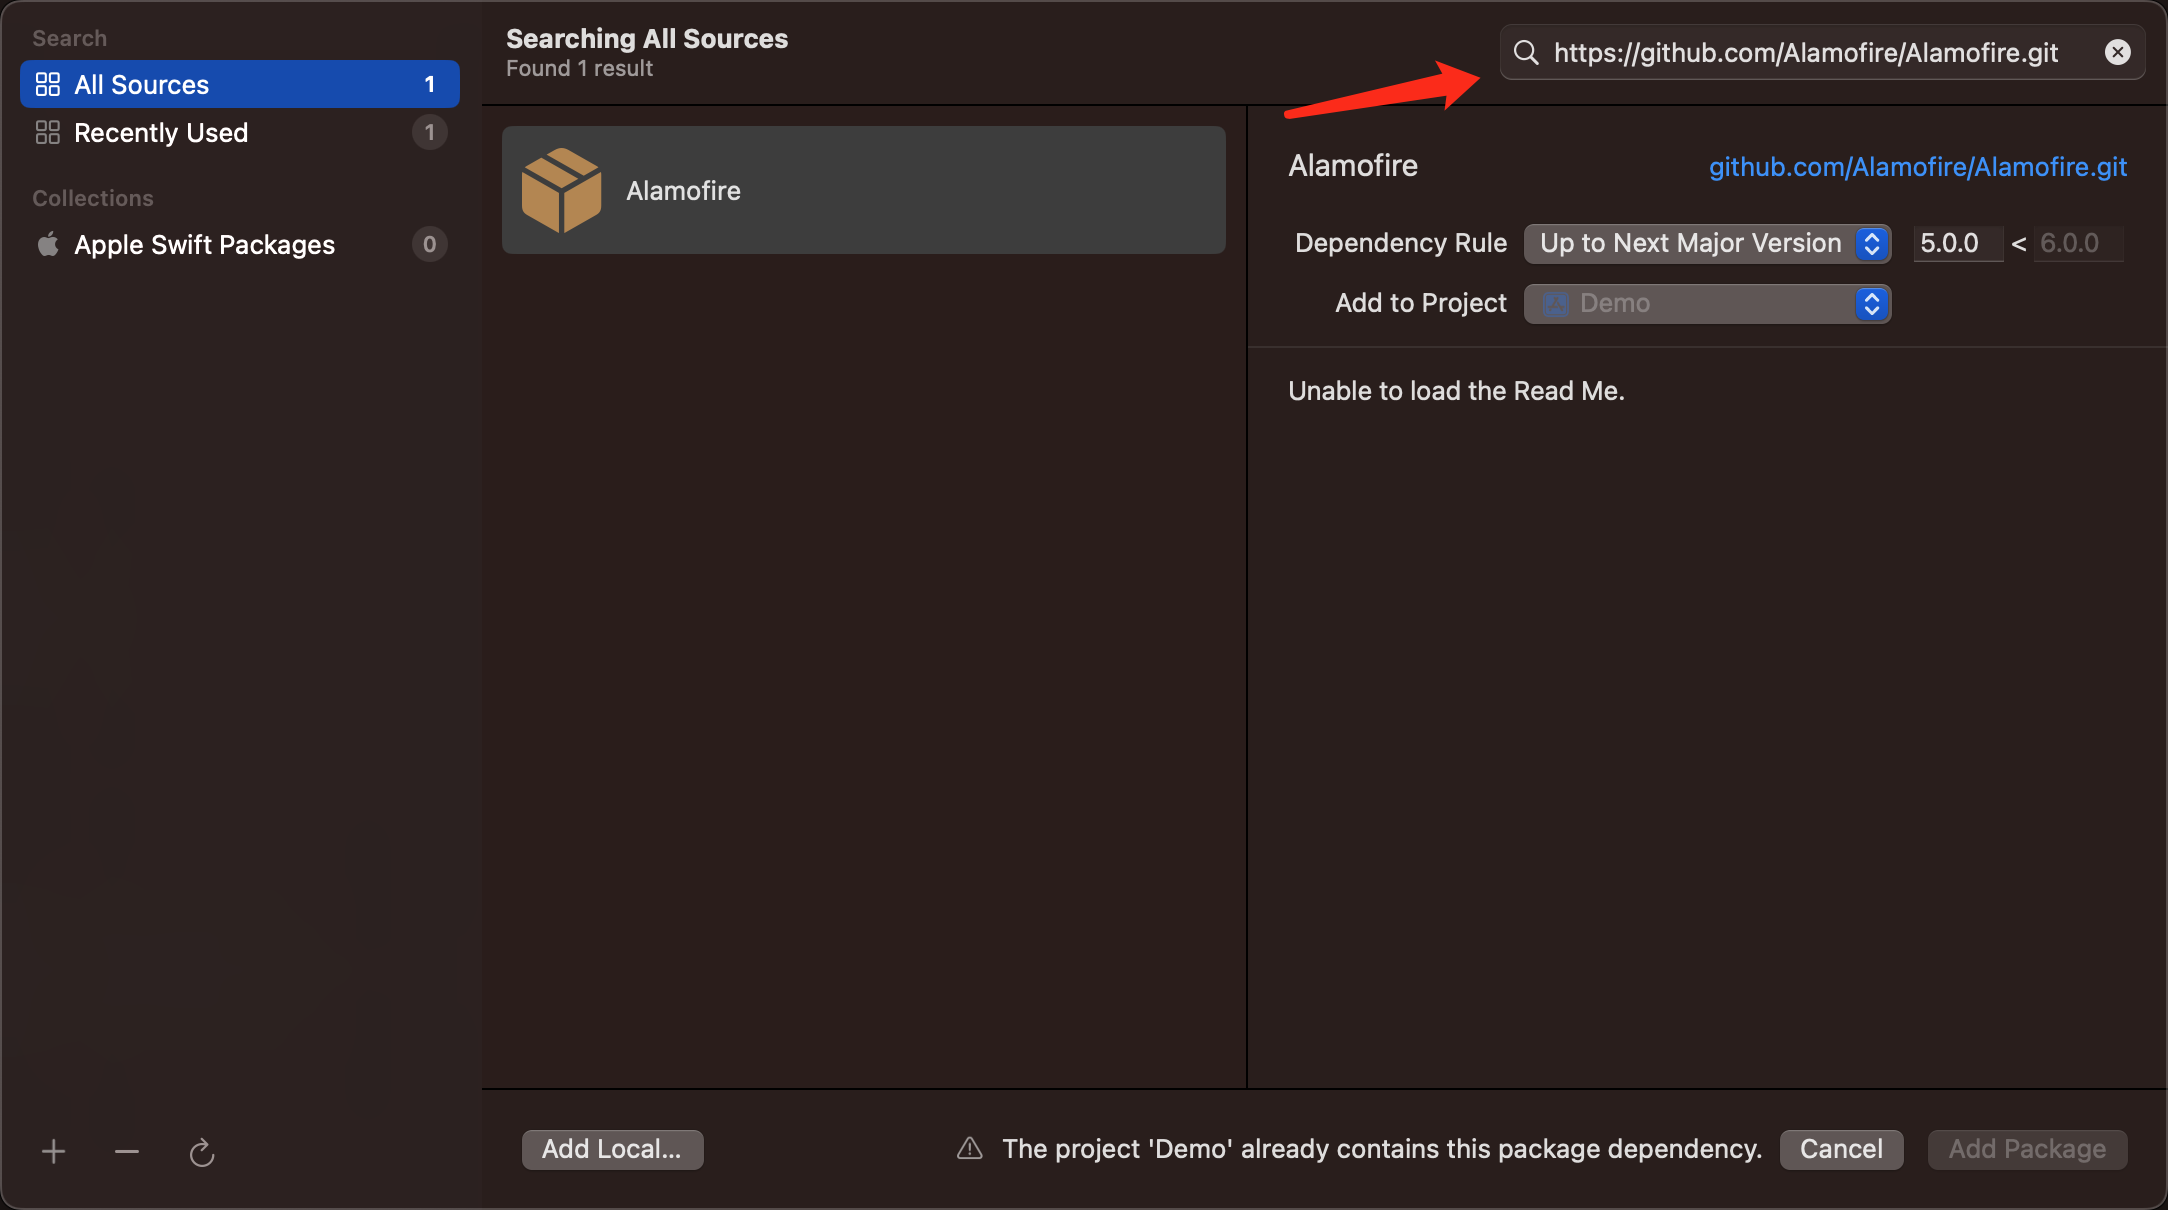 Search
All Sources 1
Recently Used 1
Collections
Apple Swift Packages 0
Searching All Sources
Found 1 result
https://github.com/Alamofire/Alamofire.git
Alamofire
Alamofire github.com/Alamofire/Alamofire.git
Dependency Rule Up to Next Major Version 5.0.0 < 6.0.0
Add to Project Demo
Unable to load the Read Me.
Add Local... The project 'Demo' already contains this package dependency. Cancel Add Package